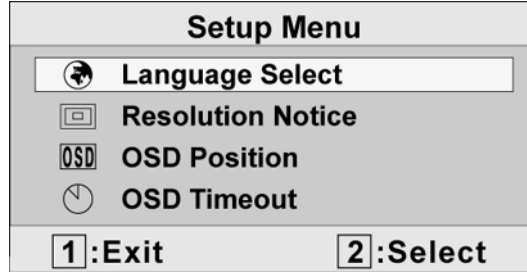 Setup Menu
Language Select
Resolution Notice
OSD OSD Position
OSD Timeout
1:Exit 2:Select